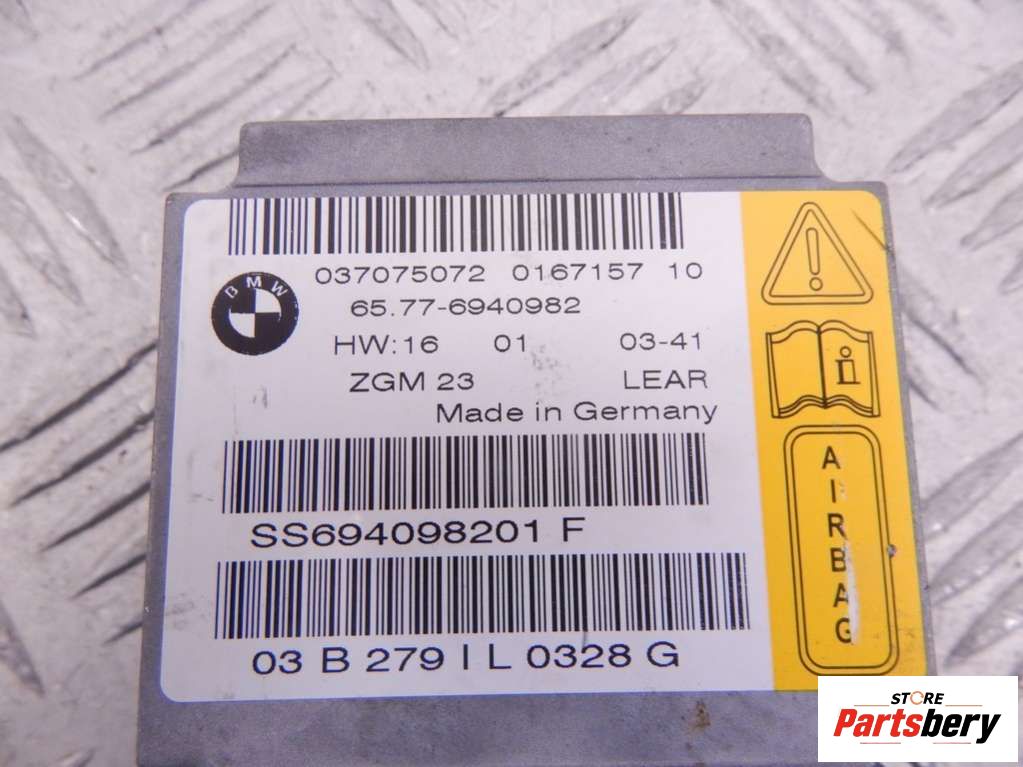 BMW
037075072 0167157 10
65.77-6940982
HW:16 01 03-41
ZGM 23 LEAR
Made in Germany
SS694098201 F
03 B 279 I L 0328 G
AIRBAG
STORE
Partsbery